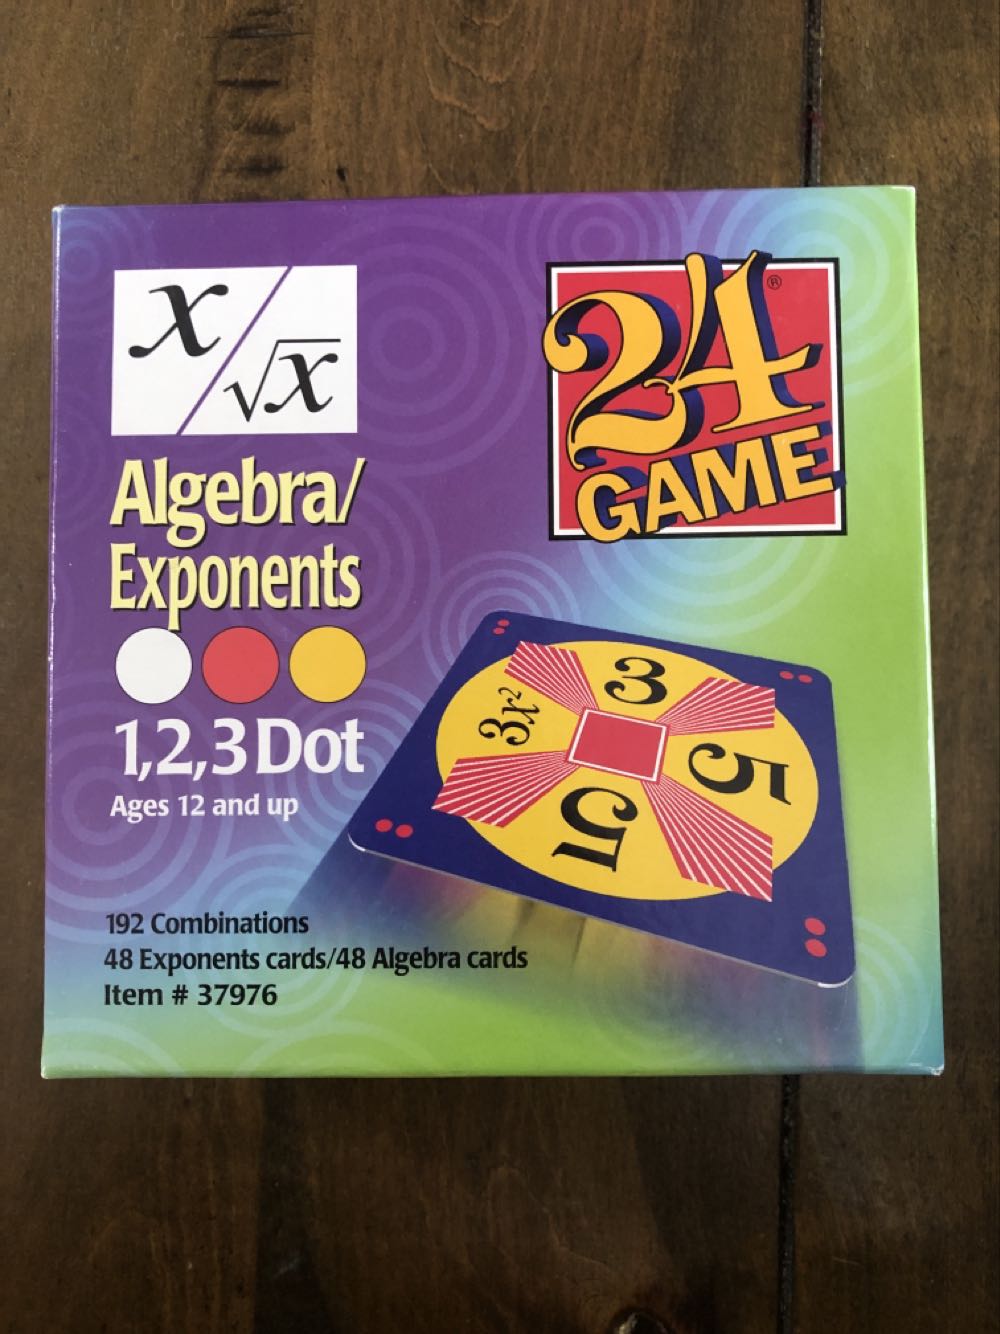 x/√x
24®
GAME
Algebra/
Exponents
1,2,3 Dot
Ages 12 and up
3
3x²
5
5
192 Combinations
48 Exponents cards/48 Algebra cards
Item # 37976